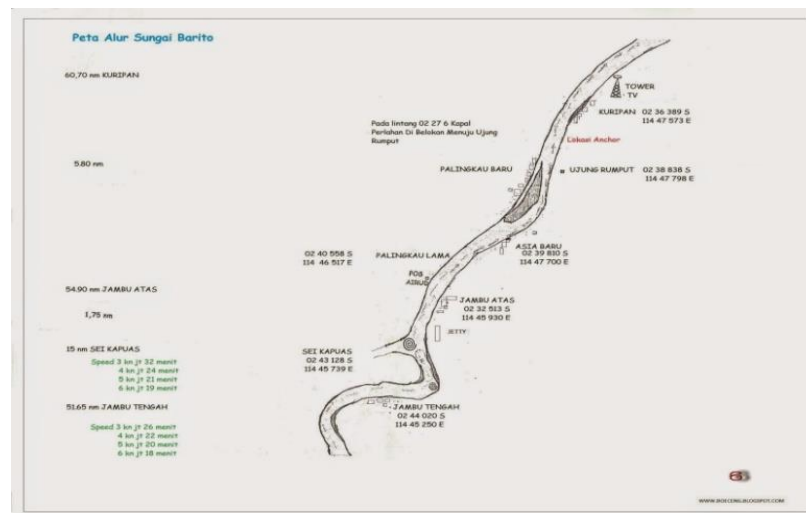 Peta Alur Sungai Barito
60,70 nm KURIPAN
TOWER
TV
KURIPAN 02 36 389 S
114 47 573 E
Pada lintang 02 27 6 Kapal
Perlahan Di Belokan Menuju Ujung
Rumput
Lokasi Anchor
5.80 nm
PALINGKAU BARU
UJUNG RUMPUT 02 38 838 S
114 47 798 E
ASIA BARU
02 39 810 S
114 47 700 E
02 40 558 S
114 46 517 E
PALINGKAU LAMA
POS
AIRUD
54.90 nm JAMBU ATAS
JAMBU ATAS
02 32 513 S
114 45 930 E
1,75 nm
JETTY
15 nm SEI KAPUAS
SEI KAPUAS
02 43 128 S
114 45 739 E
Speed 3 kn jt 32 menit
4 kn jt 24 menit
5 kn jt 21 menit
6 kn jt 19 menit
51.65 nm JAMBU TENGAH
JAMBU TENGAH
02 44 020 S
114 45 250 E
Speed 3 kn jt 26 menit
4 kn jt 22 menit
5 kn jt 20 menit
6 kn jt 18 menit
WWW.BOECENG.BLOGSPOT.COM